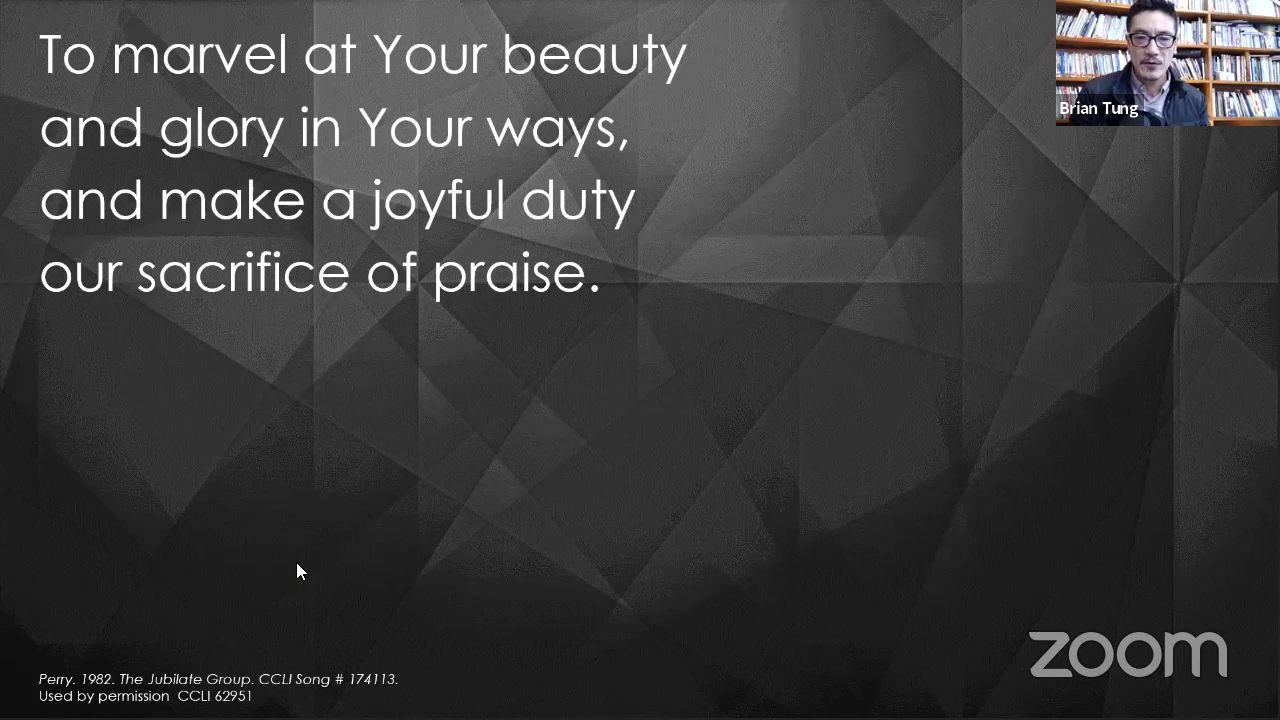 To marvel at Your beauty
and glory in Your ways,
and make a joyful duty
our sacrifice of praise.
Brian Tung
Perry. 1982. The Jubilate Group. CCLI Song # 174113.
Used by permission CCLI 62951
zoom